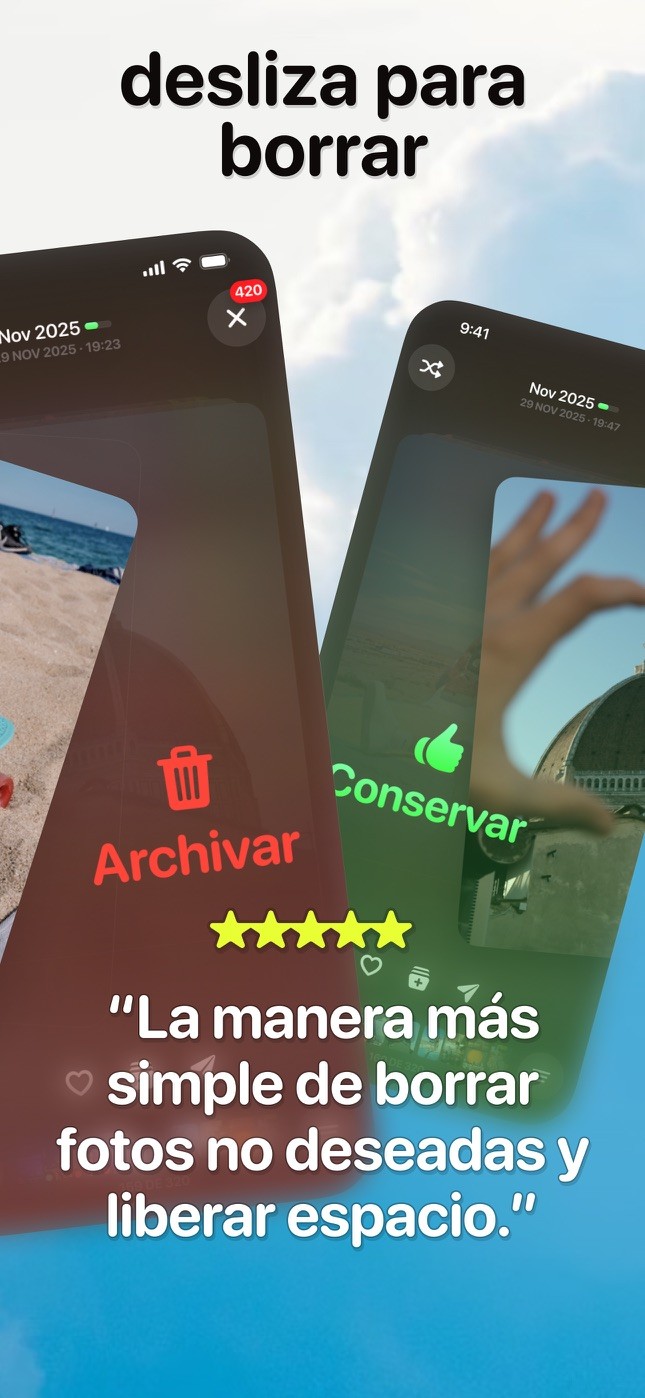 desliza para
borrar
420
Nov 2025
9 NOV 2025 · 19:23
9:41
Nov 2025
29 NOV 2025 · 19:47
Archivar
Conservar
“La manera más
simple de borrar
fotos no deseadas y
liberar espacio.”